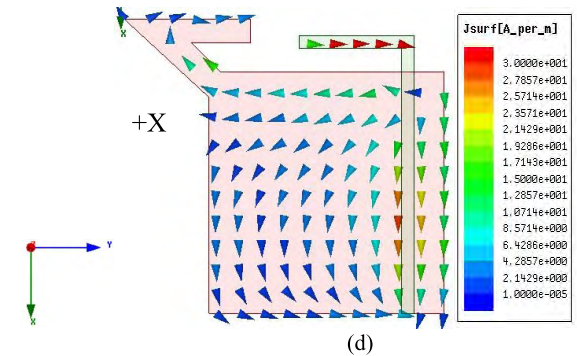 X
+X
Y
X
Jsurf[A_per_m]
3.0000e+001
2.7857e+001
2.5714e+001
2.3571e+001
2.1429e+001
1.9286e+001
1.7143e+001
1.5000e+001
1.2857e+001
1.0714e+001
8.5714e+000
6.4286e+000
4.2857e+000
2.1429e+000
1.0000e-005
(d)